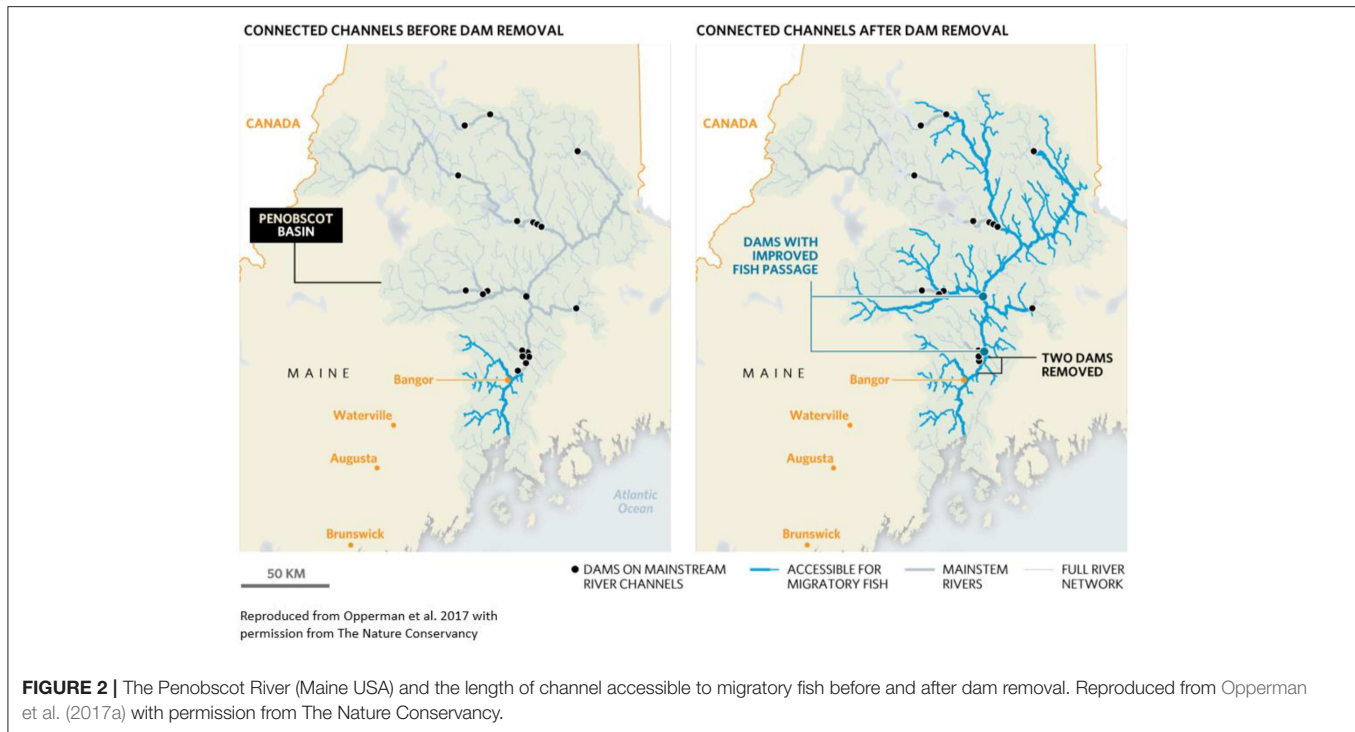 CONNECTED CHANNELS BEFORE DAM REMOVAL
CANADA
PENOBSCOT
BASIN
MAINE
Bangor
Waterville
Augusta
Brunswick
Atlantic
Ocean
50 KM
CONNECTED CHANNELS AFTER DAM REMOVAL
CANADA
DAMS WITH
IMPROVED
FISH PASSAGE
TWO DAMS
REMOVED
MAINE
Bangor
Waterville
Augusta
Brunswick
DAMS ON MAINSTREAM
RIVER CHANNELS
ACCESSIBLE FOR
MIGRATORY FISH
MAINSTEM
RIVERS
FULL RIVER
NETWORK
Reproduced from Opperman et al. 2017 with
permission from The Nature Conservancy
FIGURE 2 | The Penobscot River (Maine USA) and the length of channel accessible to migratory fish before and after dam removal. Reproduced from Opperman
et al. (2017a) with permission from The Nature Conservancy.